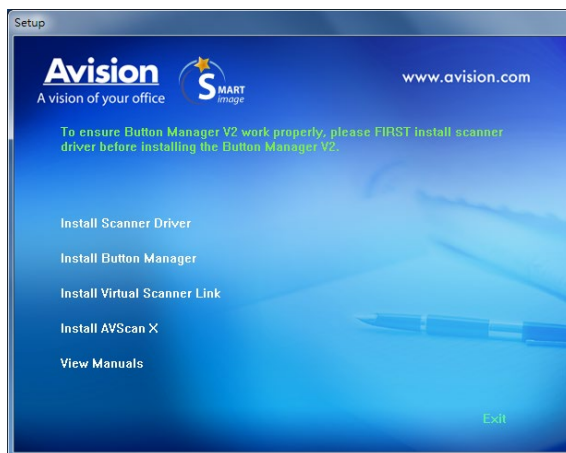 Setup
Avision
A vision of your office
SMART
image
www.avision.com
To ensure Button Manager V2 work properly, please FIRST install scanner
driver before installing the Button Manager V2.
Install Scanner Driver
Install Button Manager
Install Virtual Scanner Link
Install AVScan X
View Manuals
Exit